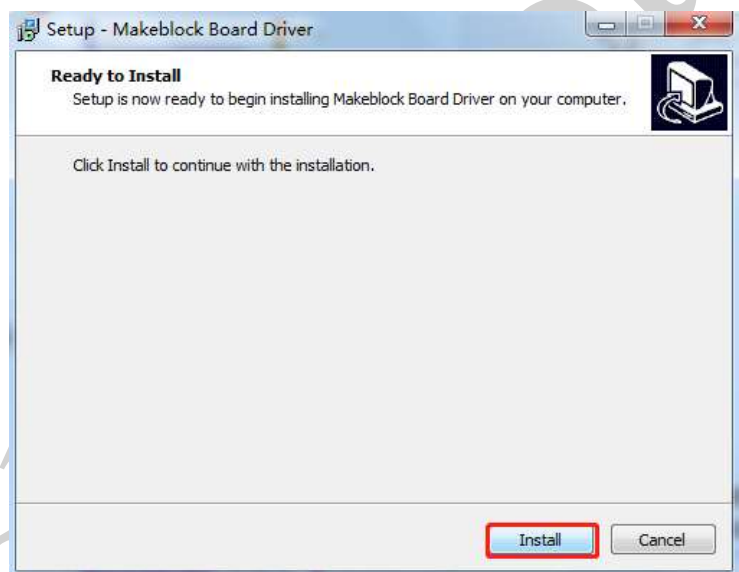 Setup - Makeblock Board Driver
Ready to Install
Setup is now ready to begin installing Makeblock Board Driver on your computer.
Click Install to continue with the installation.
Install
Cancel